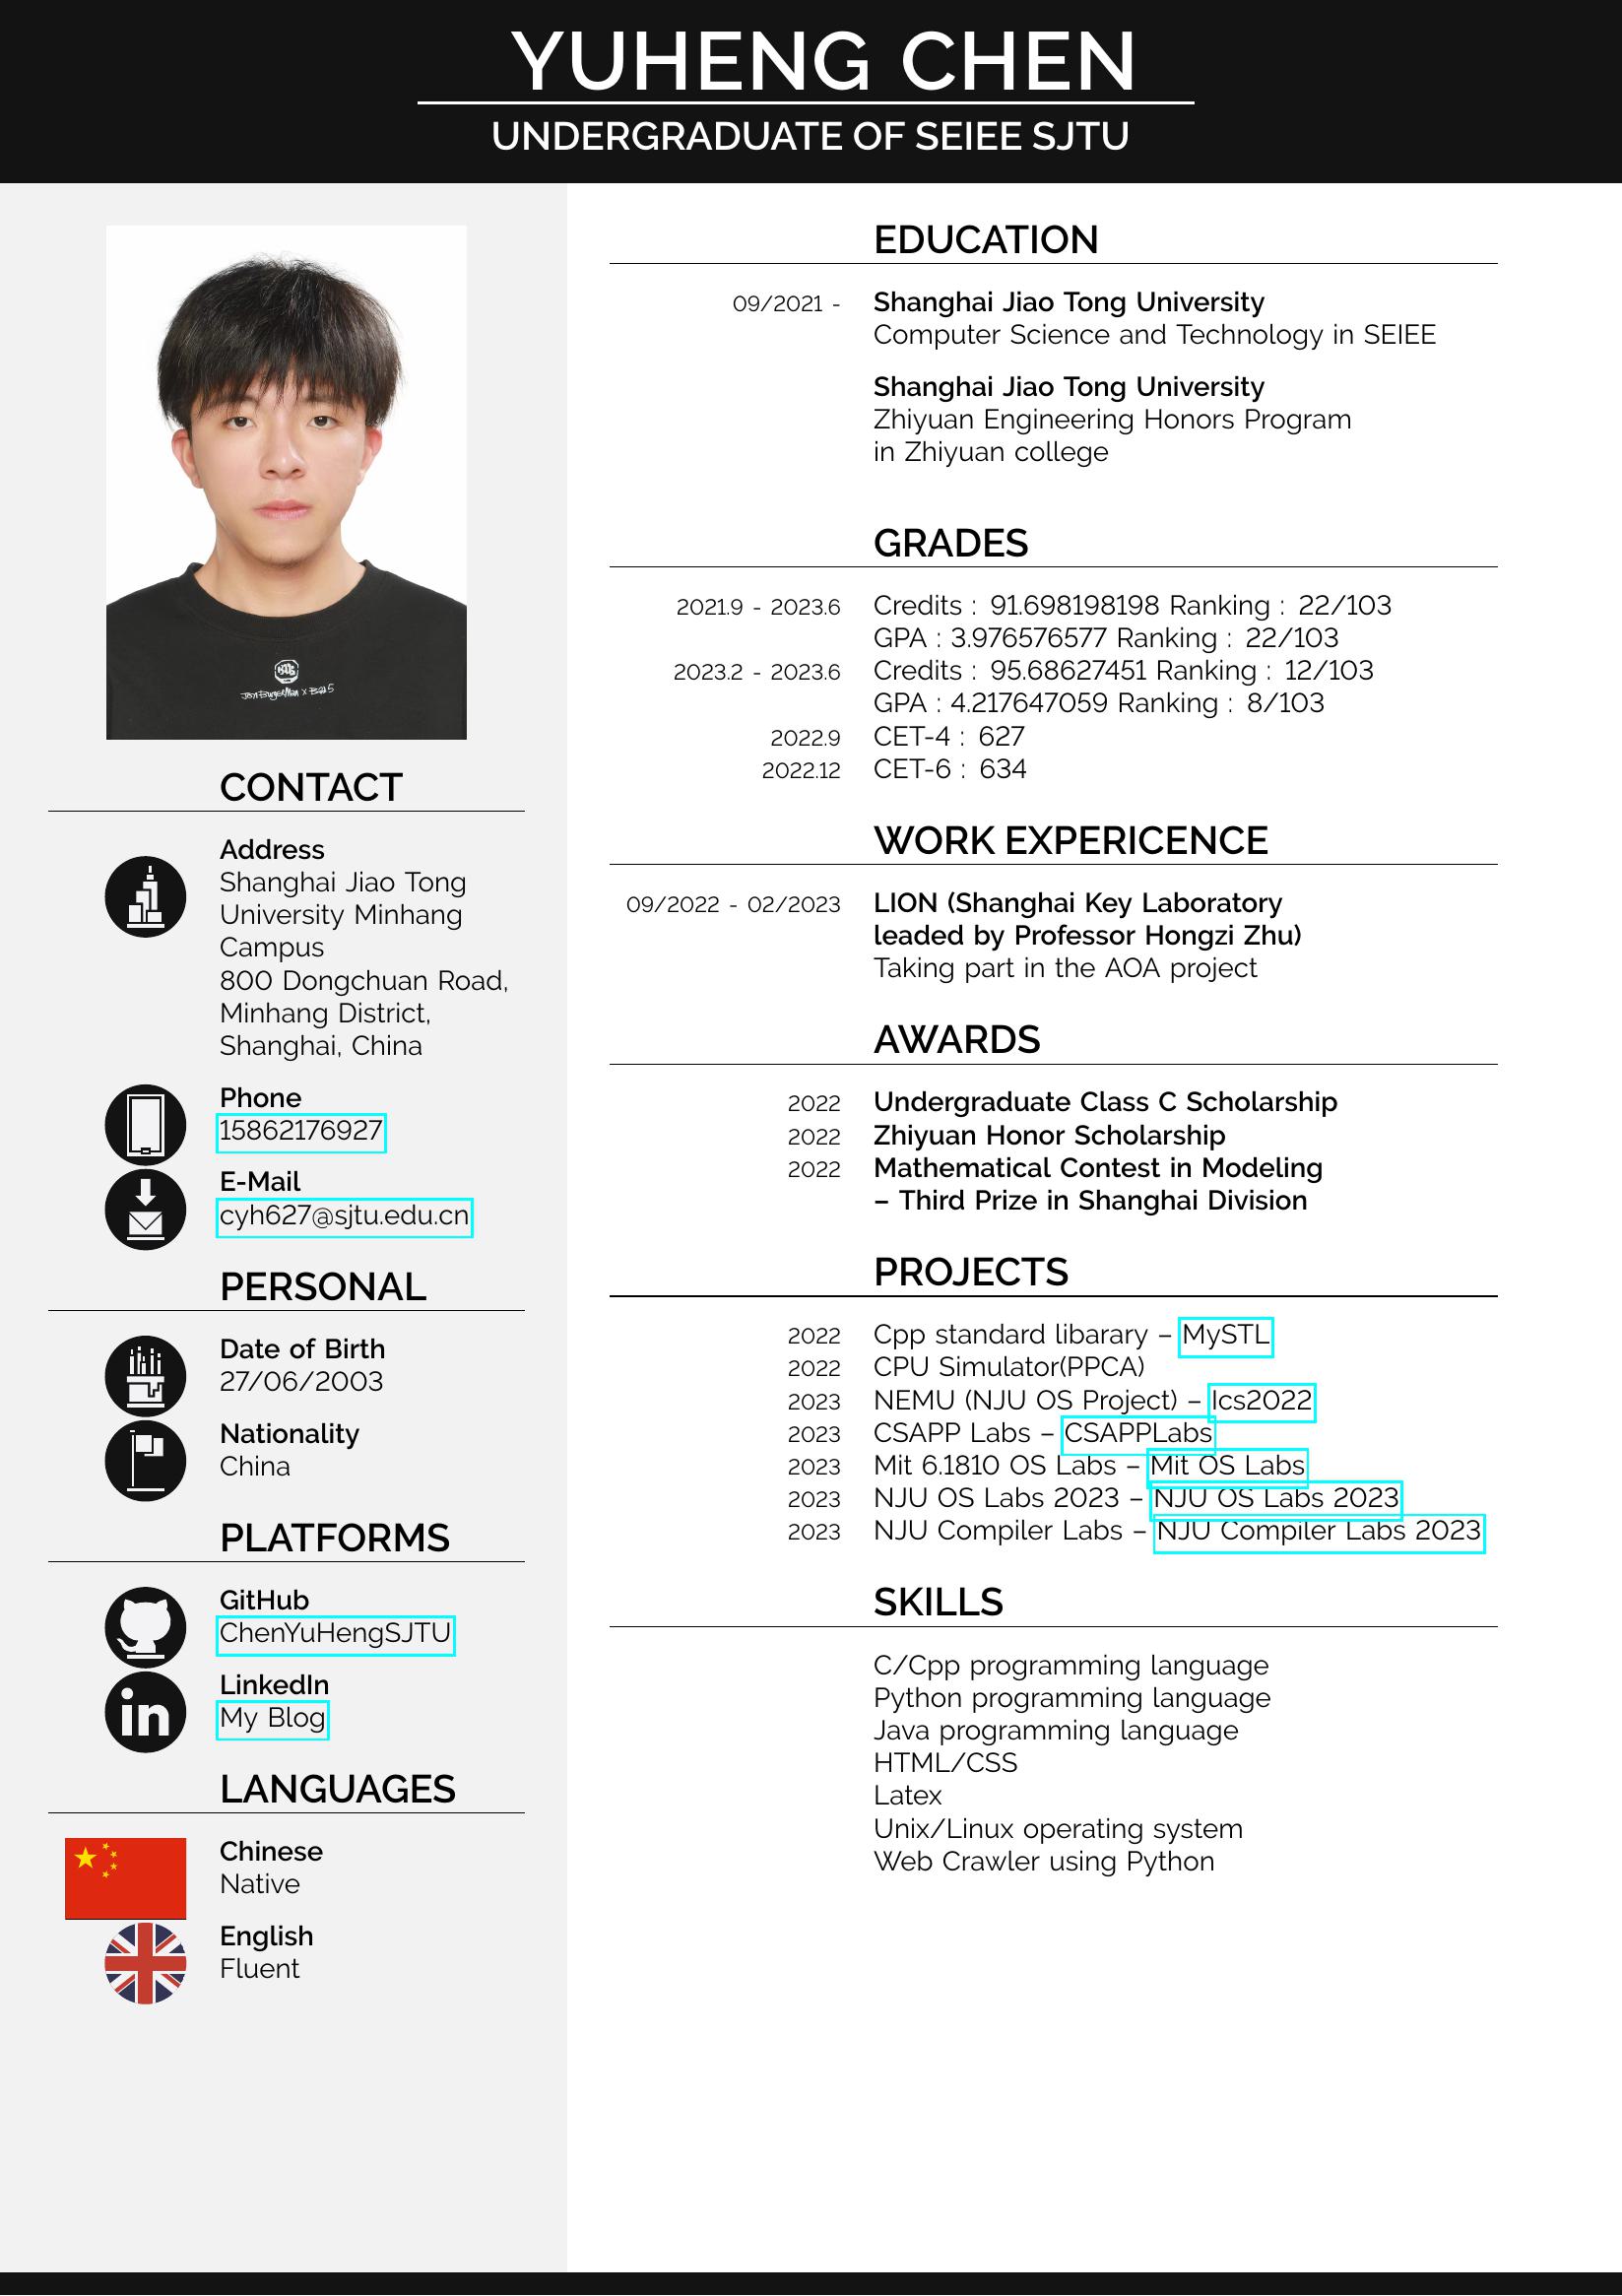 YUHENG CHEN
UNDERGRADUATE OF SEIEE SJTU
CONTACT
Address
Shanghai Jiao Tong
University Minhang
Campus
800 Dongchuan Road,
Minhang District,
Shanghai, China
Phone
15862176927
E-Mail
cyh627@sjtu.edu.cn
PERSONAL
Date of Birth
27/06/2003
Nationality
China
PLATFORMS
GitHub
ChenYuHengSJTU
in
LinkedIn
My Blog
LANGUAGES
Chinese
Native
English
Fluent
EDUCATION
09/2021 - Shanghai Jiao Tong University
Computer Science and Technology in SEIEE
Shanghai Jiao Tong University
Zhiyuan Engineering Honors Program
in Zhiyuan college
GRADES
2021.9 - 2023.6 Credits : 91.698198198 Ranking : 22/103
GPA : 3.976576577 Ranking : 22/103
2023.2 - 2023.6 Credits : 95.68627451 Ranking : 12/103
GPA : 4.217647059 Ranking : 8/103
2022.9 CET-4 : 627
2022.12 CET-6 : 634
WORK EXPERICENCE
09/2022 - 02/2023 LION (Shanghai Key Laboratory
leaded by Professor Hongzi Zhu)
Taking part in the AOA project
AWARDS
2022 Undergraduate Class C Scholarship
2022 Zhiyuan Honor Scholarship
2022 Mathematical Contest in Modeling
– Third Prize in Shanghai Division
PROJECTS
2022 Cpp standard libarary – MySTL
2022 CPU Simulator(PPCA)
2023 NEMU (NJU OS Project) – Ics2022
2023 CSAPP Labs – CSAPPLabs
2023 Mit 6.1810 OS Labs – Mit OS Labs
2023 NJU OS Labs 2023 – NJU OS Labs 2023
2023 NJU Compiler Labs – NJU Compiler Labs 2023
SKILLS
C/Cpp programming language
Python programming language
Java programming language
HTML/CSS
Latex
Unix/Linux operating system
Web Crawler using Python